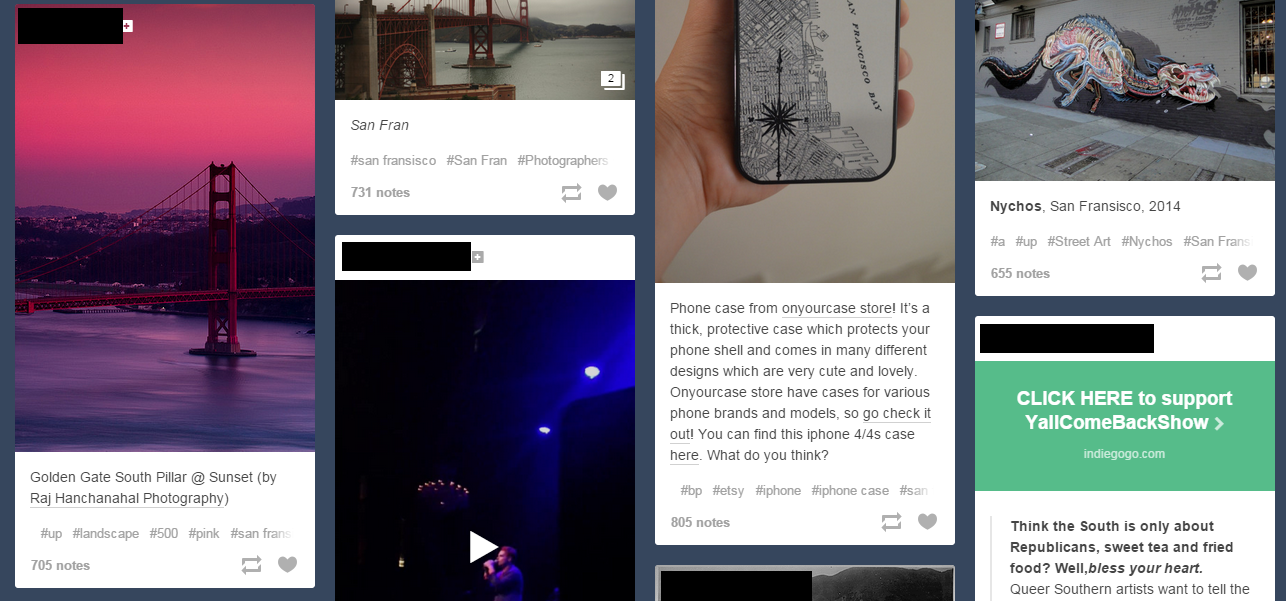 Golden Gate South Pillar @ Sunset (by
Raj Hanchanahal Photography)
#up #landscape #500 #pink #san frans
705 notes
2
San Fran
#san fransisco #San Fran #Photographers
731 notes
SAN FRANCISCO BAY
Phone case from onyourcase store! It's a
thick, protective case which protects your
phone shell and comes in many different
designs which are very cute and lovely.
Onyourcase store have cases for various
phone brands and models, so go check it
out! You can find this iphone 4/4s case
here. What do you think?
#bp #etsy #iphone #iphone case #san
805 notes
Nychos, San Fransisco, 2014
#a #up #Street Art #Nychos #San Frans
655 notes
CLICK HERE to support
YallComeBackShow >
indiegogo.com
Think the South is only about
Republicans, sweet tea and fried
food? Well,bless your heart.
Queer Southern artists want to tell the